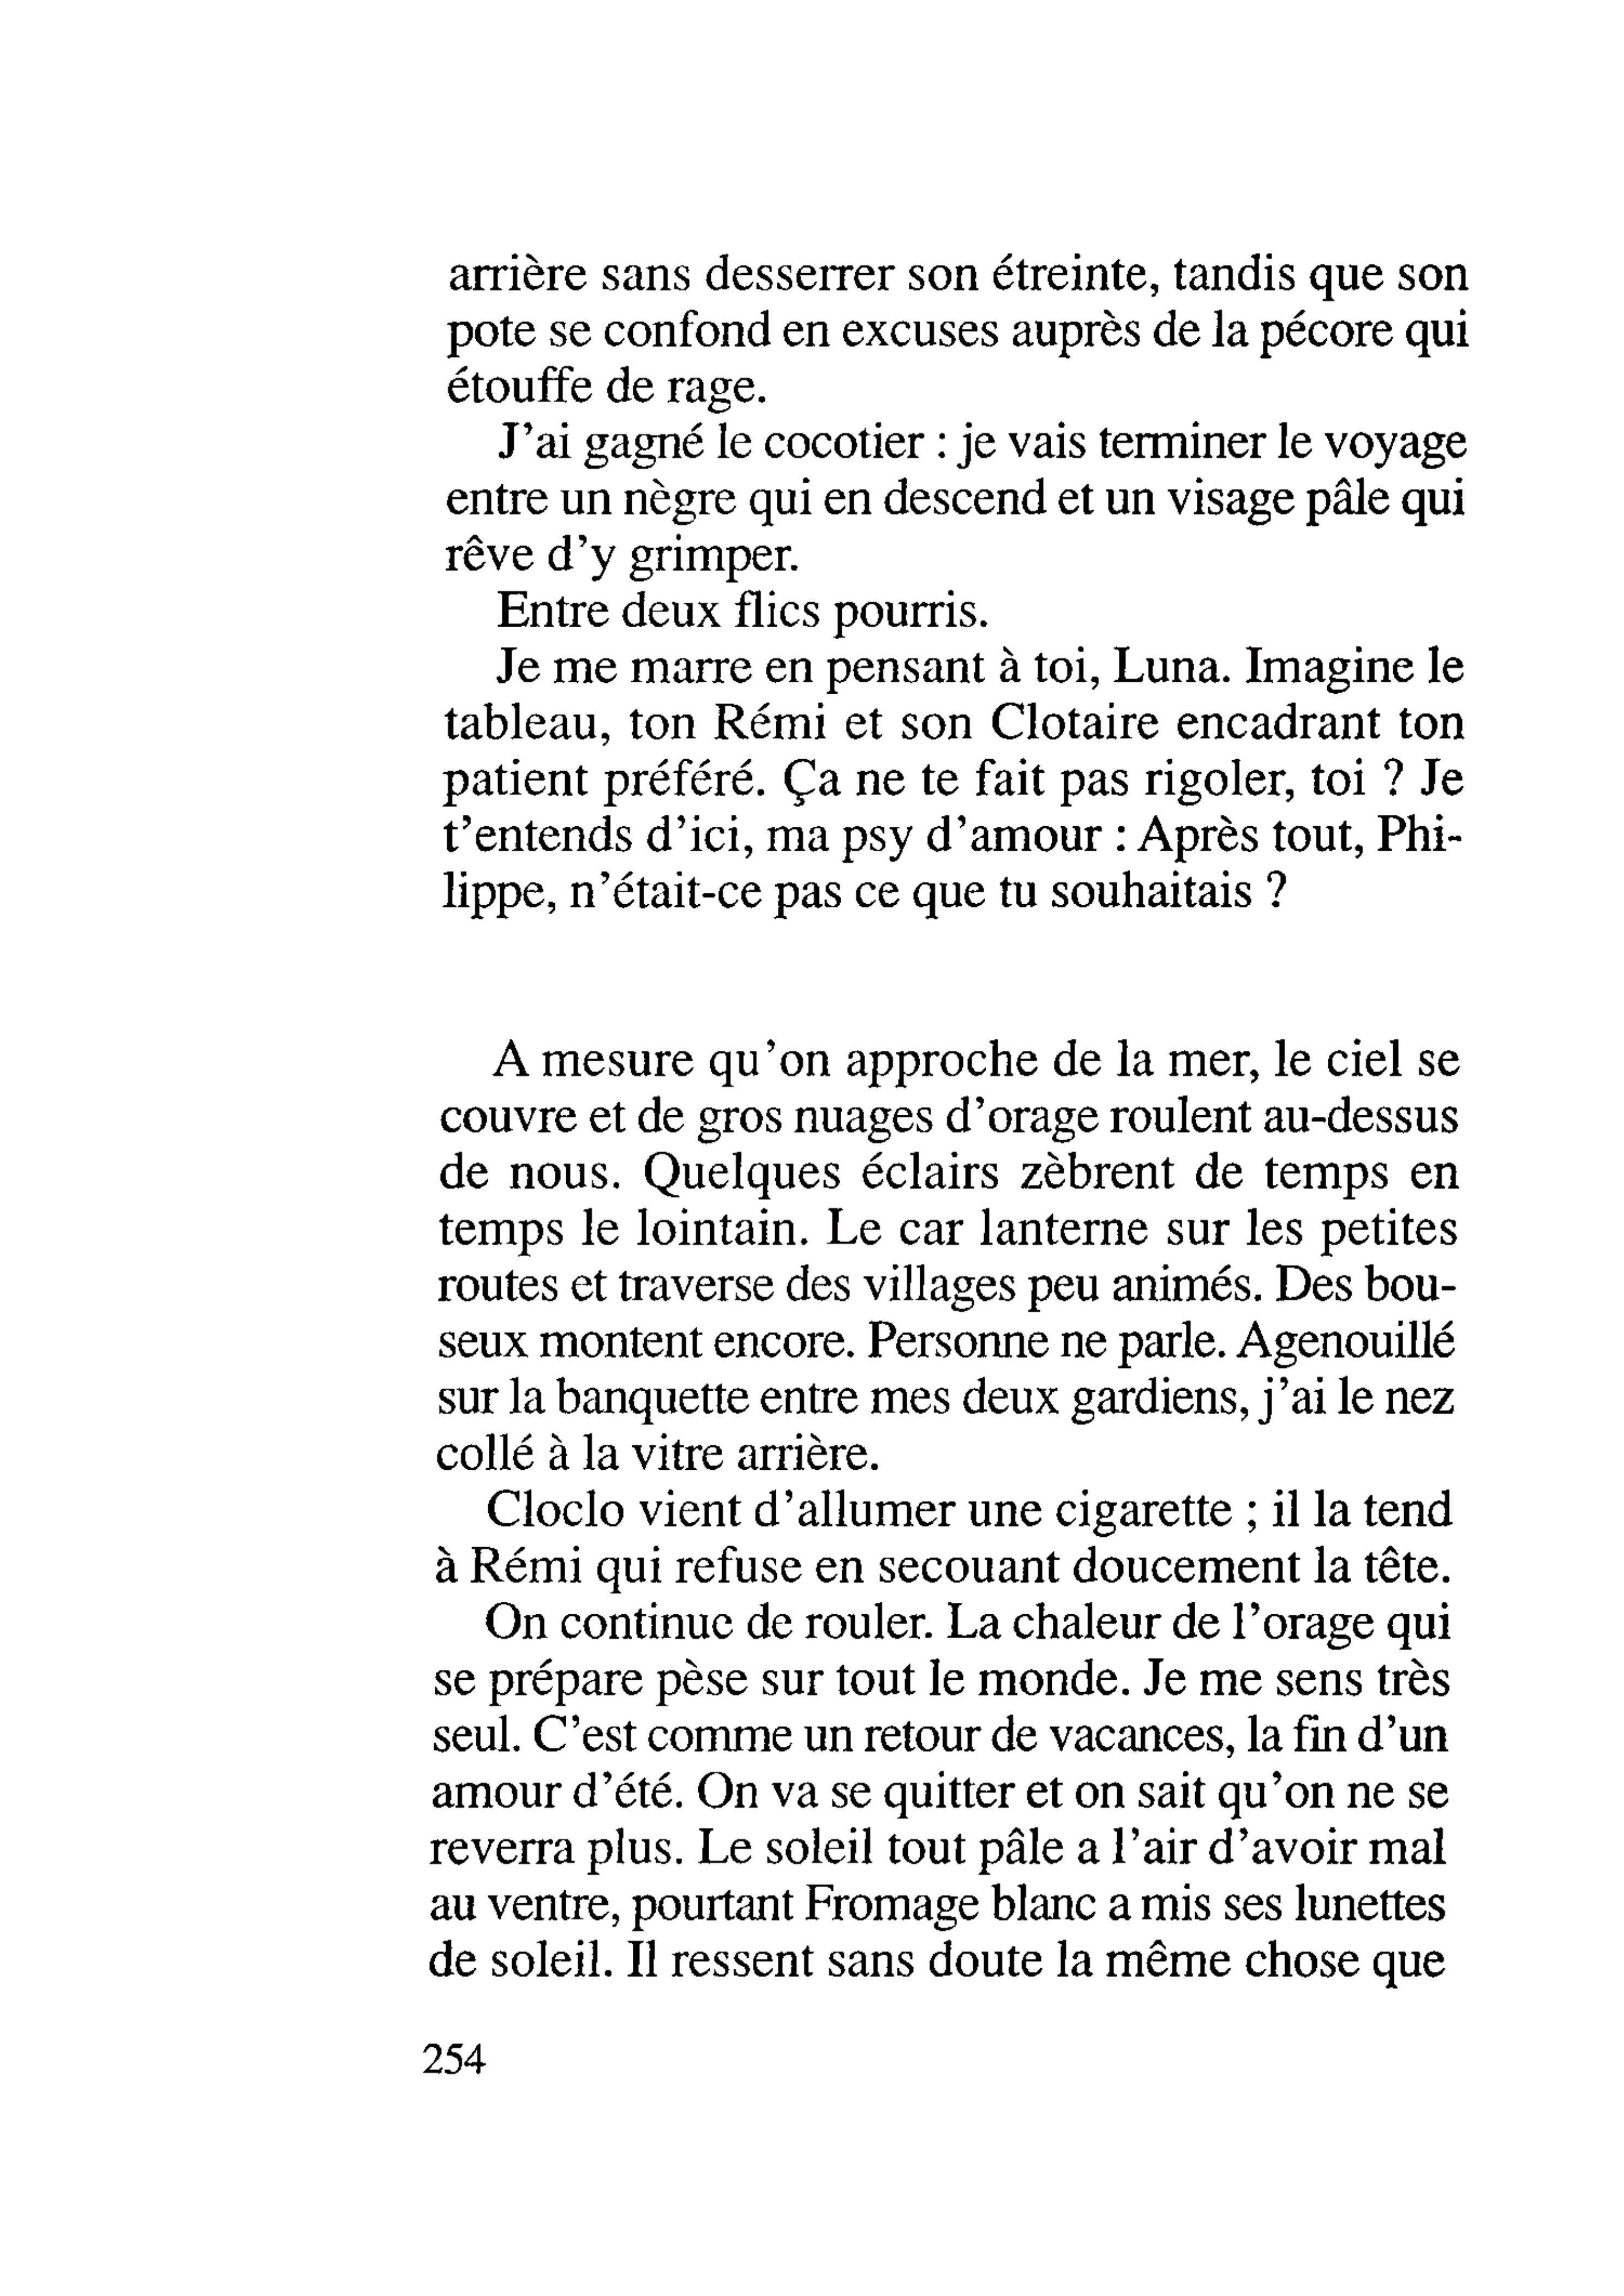 arrière sans desserrer son étreinte, tandis que son
pote se confond en excuses auprès de la pécore qui
étouffe de rage.
J'ai gagné le cocotier : je vais terminer le voyage
entre un nègre qui en descend et un visage pâle qui
rêve d'y grimper.
Entre deux flics pourris.
Je me marre en pensant à toi, Luna. Imagine le
tableau, ton Rémi et son Clotaire encadrant ton
patient préféré. Ça ne te fait pas rigoler, toi ? Je
t'entends d'ici, ma psy d'amour : Après tout, Phi-
lippe, n'était-ce pas ce que tu souhaitais ?
A mesure qu'on approche de la mer, le ciel se
couvre et de gros nuages d'orage roulent au-dessus
de nous. Quelques éclairs zèbrent de temps en
temps le lointain. Le car lanterne sur les petites
routes et traverse des villages peu animés. Des bou-
seux montent encore. Personne ne parle. Agenouillé
sur la banquette entre mes deux gardiens, j'ai le nez
collé à la vitre arrière.
Cloclo vient d'allumer une cigarette ; il la tend
à Rémi qui refuse en secouant doucement la tête.
On continue de rouler. La chaleur de l'orage qui
se prépare pèse sur tout le monde. Je me sens très
seul. C'est comme un retour de vacances, la fin d'un
amour d'été. On va se quitter et on sait qu'on ne se
reverra plus. Le soleil tout pâle a l'air d'avoir mal
au ventre, pourtant Fromage blanc a mis ses lunettes
de soleil. Il ressent sans doute la même chose que
254